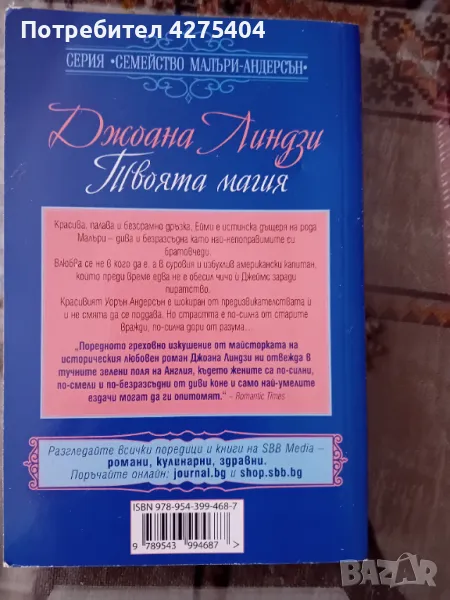 Потребител 4275404
СЕРИЯ "СЕМЕЙСТВО МАЛЪРИ-АНДЕРСЪН"
Джоана Линдзи
Твоята магия
Красива, палава и безсрамно дръзка, Ейми е истинска дъщеря на рода
Малъри – дива и безразсъдна като най-непоправимите си
братовчеди.
Влюбва се не в кого да е, а в суровия и избухлив американски капитан,
който преди време едва не е обесил чичо ѝ Джеймс заради
пиратство.
Красивият Уорън Андерсън е шокиран от предизвикателствата ѝ
и не смята да се поддава. Но страстта е по-силна от старите
вражди, по-силна дори от разума...
„Поредното греховно изкушение от майсторката на
историческия любовен роман Джоана Линдзи ни отвежда в
тучните зелени поля на Англия, където жените са по-силни,
по-смели и по-безразсъдни от диви коне и само най-умелите
ездачи могат да ги опитомят." – Romantic Times
Разгледайте всички поредици и книги на SBB Media –
романи, кулинарни, здравни.
Поръчайте онлайн: journal.bg и shop.sbb.bg
ISBN 978-954-399-468-7
9 789543 994687
BAZAR